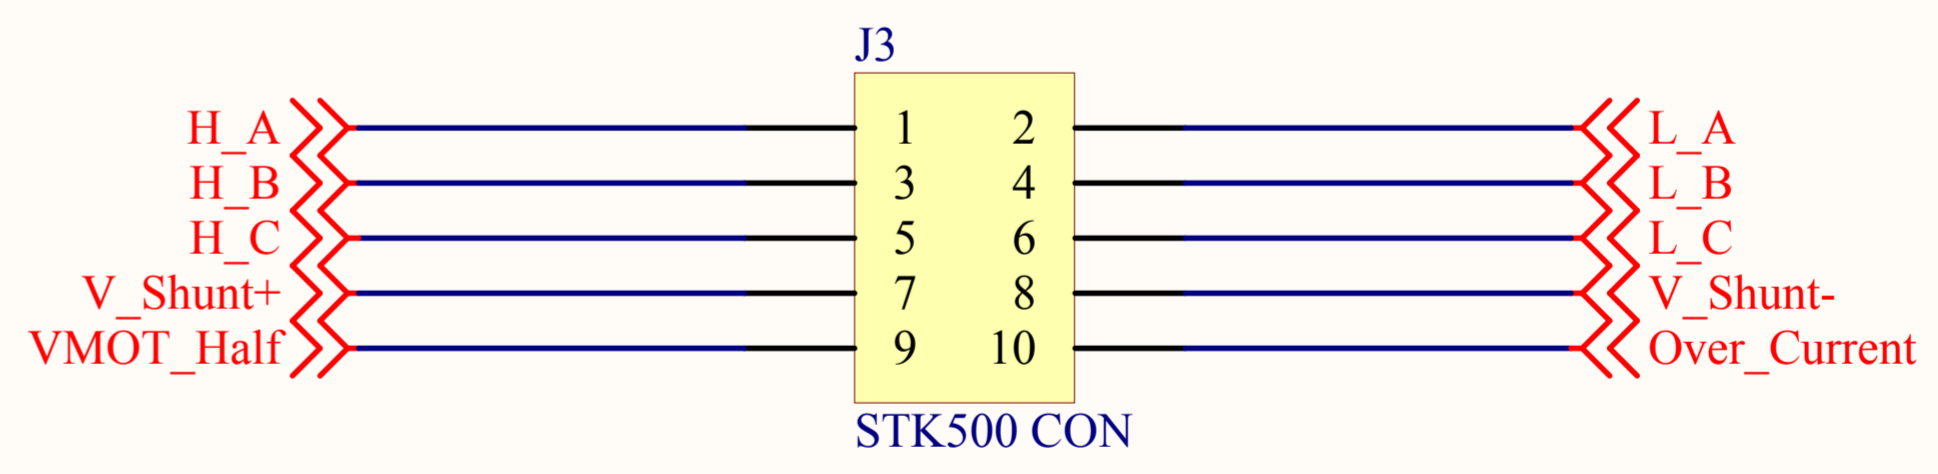 J3
H_A 1 2 L_A
H_B 3 4 L_B
H_C 5 6 L_C
V_Shunt+ 7 8 V_Shunt-
VMOT_Half 9 10 Over_Current
STK500 CON